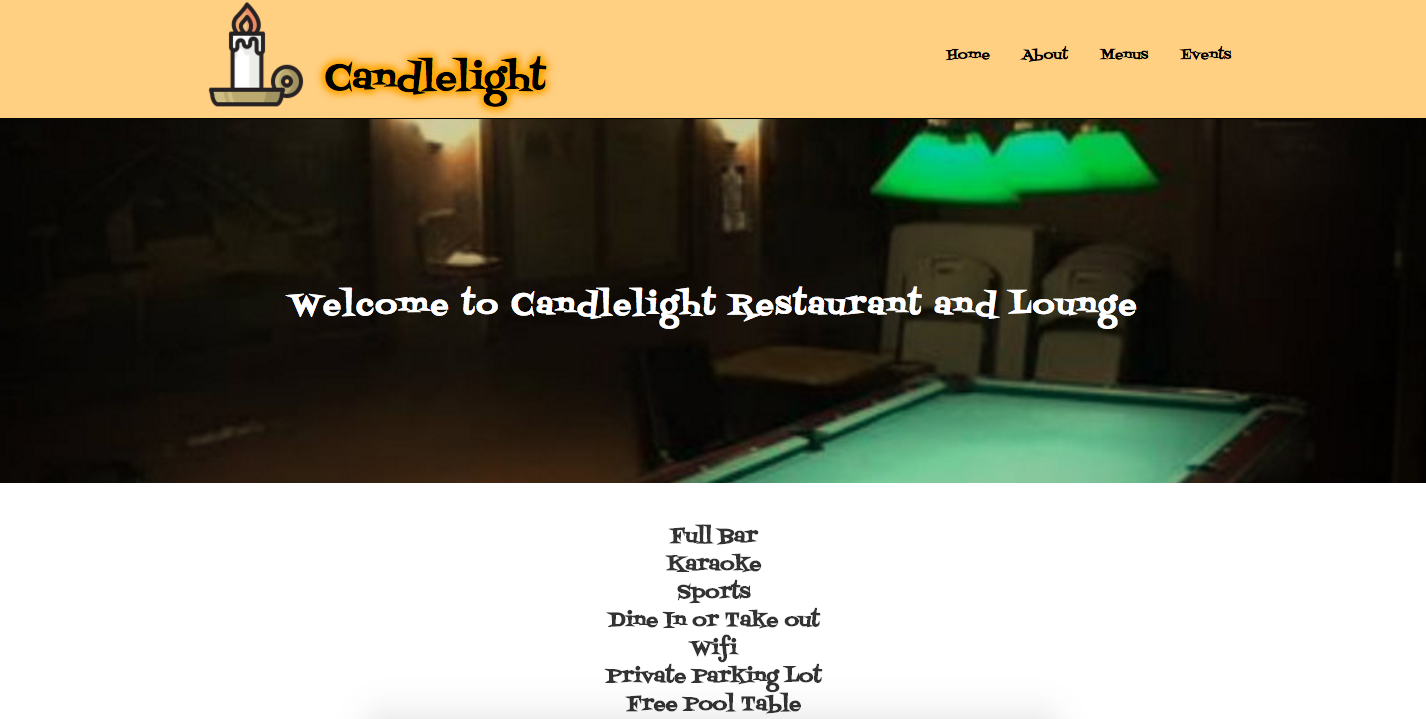 Candlelight
Home About Menus Events
Welcome to Candlelight Restaurant and Lounge
Full Bar
Karaoke
Sports
Dine In or Take out
Wifi
Private Parking Lot
Free Pool Table